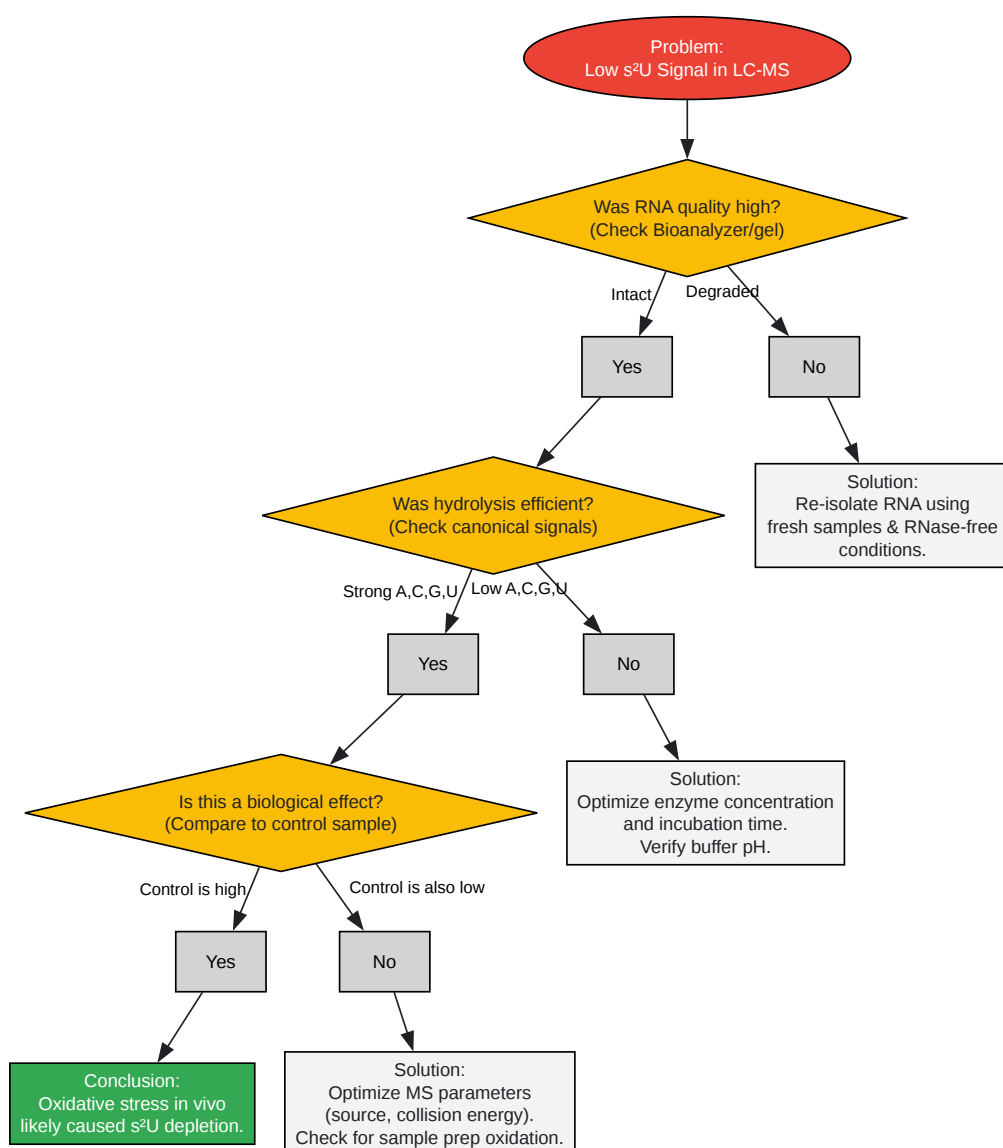 Problem:
Low s²U Signal in LC-MS
Was RNA quality high?
(Check Bioanalyzer/gel)
Intact
Degraded
Yes
No
Solution:
Re-isolate RNA using
fresh samples & RNase-free
conditions.
Was hydrolysis efficient?
(Check canonical signals)
Strong A,C,G,U
Low A,C,G,U
Yes
No
Solution:
Optimize enzyme concentration
and incubation time.
Verify buffer pH.
Is this a biological effect?
(Compare to control sample)
Control is high
Control is also low
Yes
No
Conclusion:
Oxidative stress in vivo
likely caused s²U depletion.
Solution:
Optimize MS parameters
(source, collision energy).
Check for sample prep oxidation.